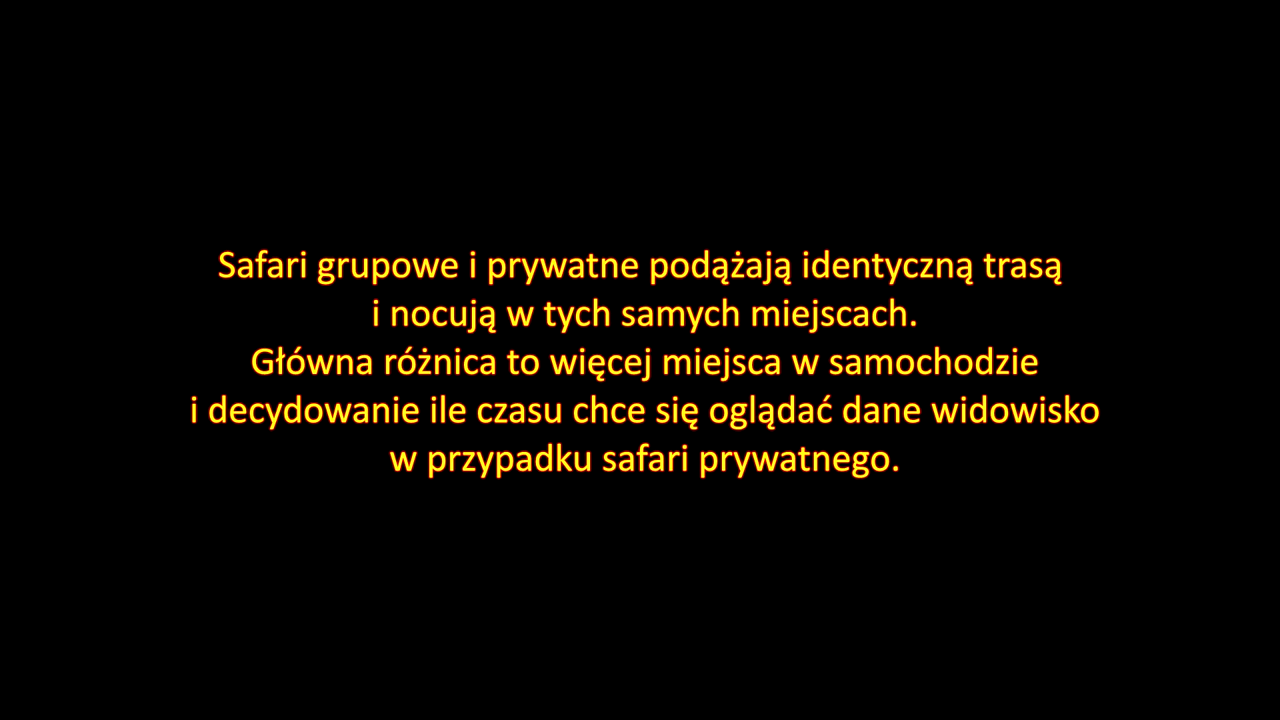 Safari grupowe i prywatne podążają identyczną trasą
i nocują w tych samych miejscach.
Główna różnica to więcej miejsca w samochodzie
i decydowanie ile czasu chce się oglądać dane widowisko
w przypadku safari prywatnego.